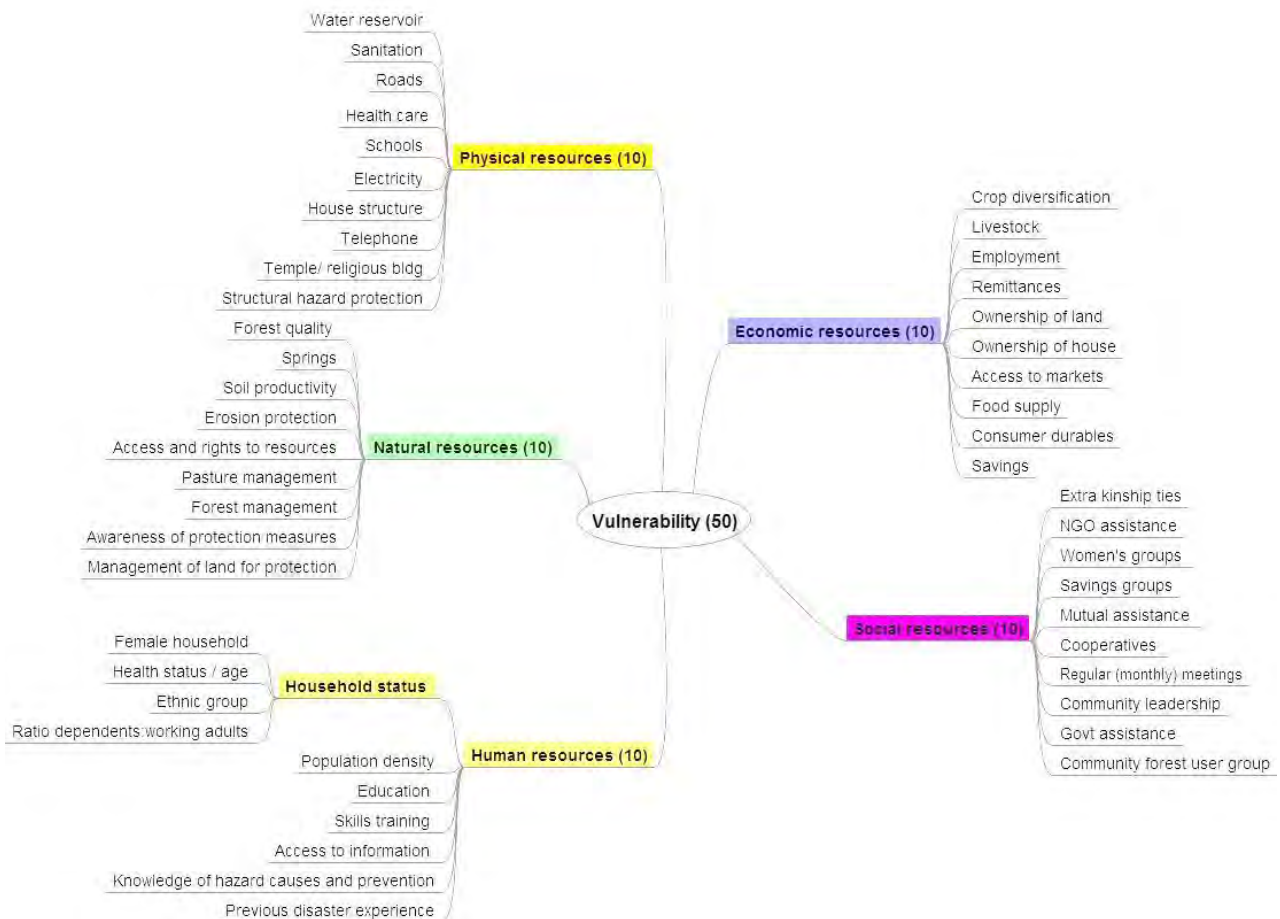 Water reservoir
Sanitation
Roads
Health care
Schools
Electricity
House structure
Telephone
Temple/ religious bldg
Structural hazard protection
Physical resources (10)
Forest quality
Springs
Soil productivity
Erosion protection
Access and rights to resources
Pasture management
Forest management
Awareness of protection measures
Management of land for protection
Natural resources (10)
Female household
Health status / age
Ethnic group
Ratio dependents:working adults
Household status
Population density
Education
Skills training
Access to information
Knowledge of hazard causes and prevention
Previous disaster experience
Human resources (10)
Vulnerability (50)
Economic resources (10)
Crop diversification
Livestock
Employment
Remittances
Ownership of land
Ownership of house
Access to markets
Food supply
Consumer durables
Savings
Social resources (10)
Extra kinship ties
NGO assistance
Women's groups
Savings groups
Mutual assistance
Cooperatives
Regular (monthly) meetings
Community leadership
Govt assistance
Community forest user group